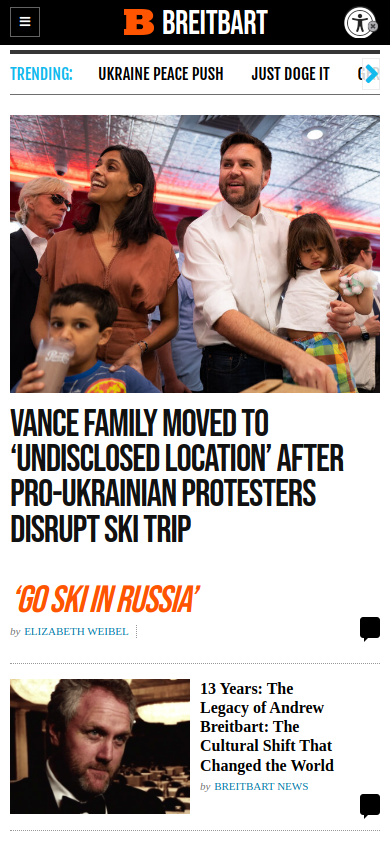 BREITBART
TRENDING: UKRAINE PEACE PUSH JUST DOGE IT
VANCE FAMILY MOVED TO
‘UNDISCLOSED LOCATION’ AFTER
PRO-UKRAINIAN PROTESTERS
DISRUPT SKI TRIP
‘GO SKI IN RUSSIA’
by ELIZABETH WEIBEL
13 Years: The
Legacy of Andrew
Breitbart: The
Cultural Shift That
Changed the World
by BREITBART NEWS